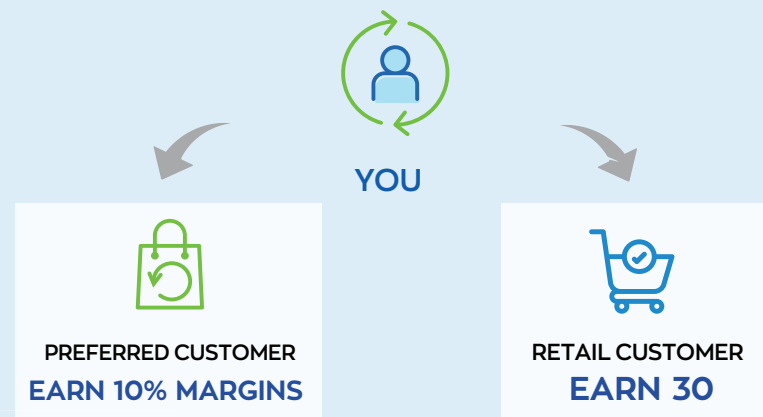 YOU
PREFERRED CUSTOMER
EARN 10% MARGINS
RETAIL CUSTOMER
EARN 30